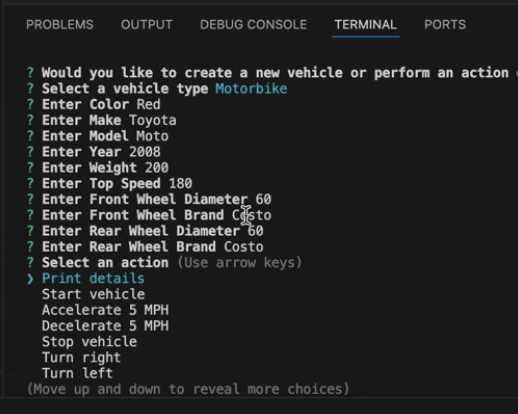 PROBLEMS OUTPUT DEBUG CONSOLE TERMINAL PORTS
? Would you like to create a new vehicle or perform an action
? Select a vehicle type Motorbike
? Enter Color Red
? Enter Make Toyota
? Enter Model Moto
? Enter Year 2008
? Enter Weight 200
? Enter Top Speed 180
? Enter Front Wheel Diameter 60
? Enter Front Wheel Brand Costo
? Enter Rear Wheel Diameter 60
? Enter Rear Wheel Brand Costo
? Select an action (Use arrow keys)
❯ Print details
Start vehicle
Accelerate 5 MPH
Decelerate 5 MPH
Stop vehicle
Turn right
Turn left
(Move up and down to reveal more choices)